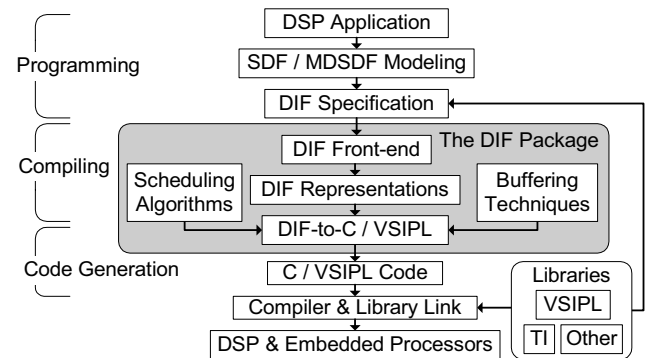 DSP Application
Programming
SDF / MDSDF Modeling
DIF Specification
The DIF Package
DIF Front-end
Compiling
Scheduling
Algorithms
DIF Representations
Buffering
Techniques
DIF-to-C / VSIPL
Code Generation
C / VSIPL Code
Libraries
VSIPL
Compiler & Library Link
TI
Other
DSP & Embedded Processors